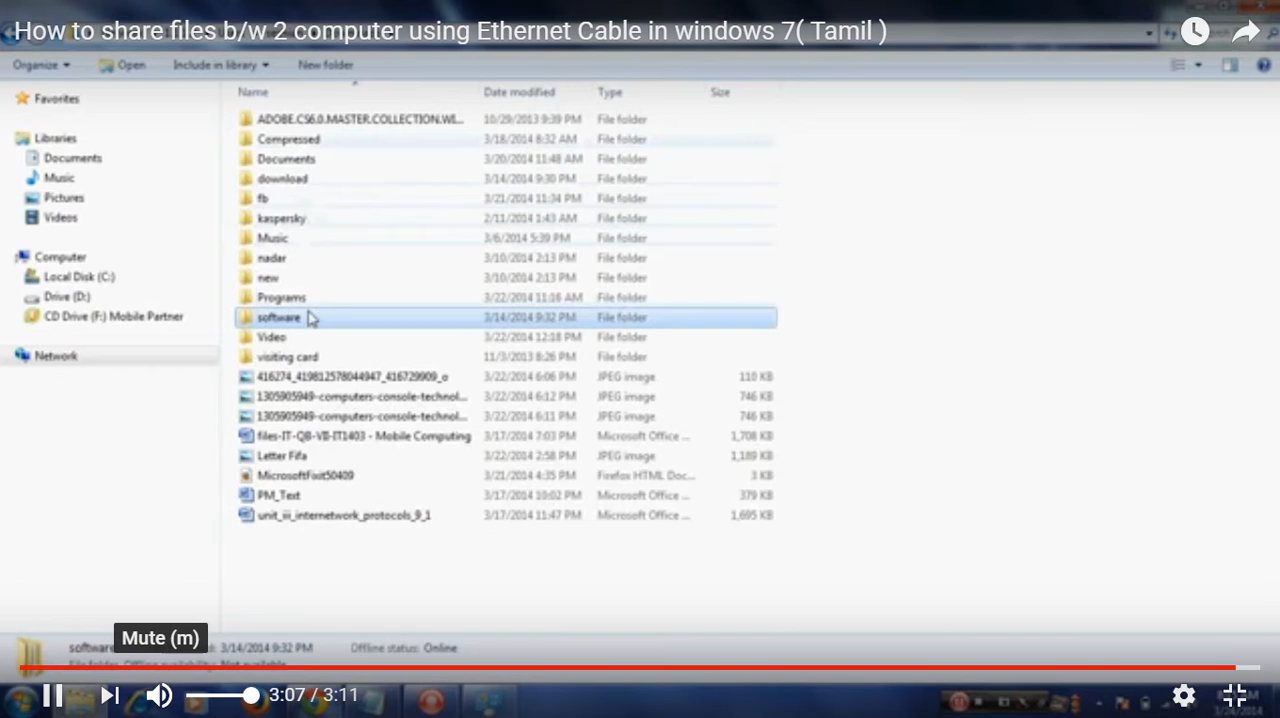 How to share files b/w 2 computer using Ethernet Cable in windows 7( Tamil )
Organize Open Include in library New folder
Favorites
Libraries
Documents
Music
Pictures
Videos
Computer
Local Disk (C:)
Drive (D:)
CD Drive (F:) Mobile Partner
Network
Name Date modified Type Size
ADOBE.CS6.0.MASTER.COLLECTION.WI... 10/29/2013 9:39 PM File folder
Compressed 3/18/2014 8:32 AM File folder
Documents 3/20/2014 11:48 AM File folder
download 3/14/2014 9:30 PM File folder
fb 3/21/2014 11:34 PM File folder
kaspersky 2/11/2014 1:43 AM File folder
Music 3/6/2014 5:39 PM File folder
nadar 3/10/2014 2:13 PM File folder
new 3/10/2014 2:13 PM File folder
Programs 3/22/2014 11:16 AM File folder
software 3/14/2014 9:32 PM File folder
Video 3/22/2014 12:18 PM File folder
visiting card 11/3/2013 8:26 PM File folder
416274_419812578044947_416729909_o 3/22/2014 6:06 PM JPEG image 110 KB
1305905949-computers-console-technol... 3/22/2014 6:12 PM JPEG image 746 KB
1305905949-computers-console-technol... 3/22/2014 6:11 PM JPEG image 746 KB
files-IT-QB-VII-IT1403 - Mobile Computing 3/17/2014 7:03 PM Microsoft Office ... 1,708 KB
Letter Fifa 3/22/2014 2:58 PM JPEG image 1,189 KB
MicrosoftFixit50409 3/21/2014 4:35 PM Firefox HTML Doc... 3 KB
PM_Text 3/17/2014 10:02 PM Microsoft Office ... 379 KB
unit_iii_internetwork_protocols_9_1 3/17/2014 11:47 PM Microsoft Office ... 1,695 KB
Mute (m)
software 3/14/2014 9:32 PM Offline status: Online
File folder Offline availability: Not available
3:07 / 3:11